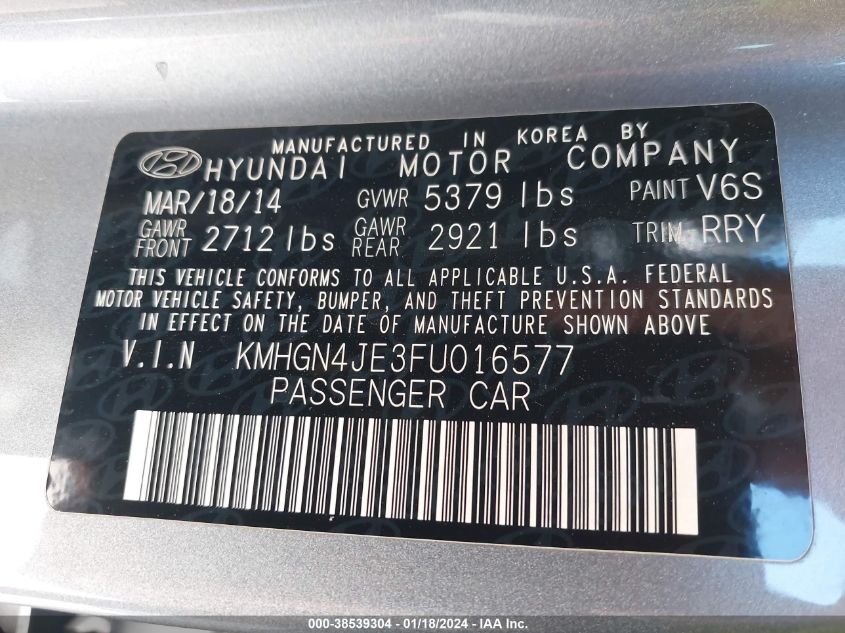 MANUFACTURED IN KOREA BY
HYUNDAI MOTOR COMPANY
MAR/18/14 GVWR 5379 lbs PAINT V6S
GAWR FRONT 2712 lbs GAWR REAR 2921 lbs TRIM RRY
THIS VEHICLE CONFORMS TO ALL APPLICABLE U.S.A. FEDERAL
MOTOR VEHICLE SAFETY, BUMPER, AND THEFT PREVENTION STANDARDS
IN EFFECT ON THE DATE OF MANUFACTURE SHOWN ABOVE
V.I.N KMHGN4JE3FU016577
PASSENGER CAR
000-38539304 / 01/18/2024 - IAA Inc.